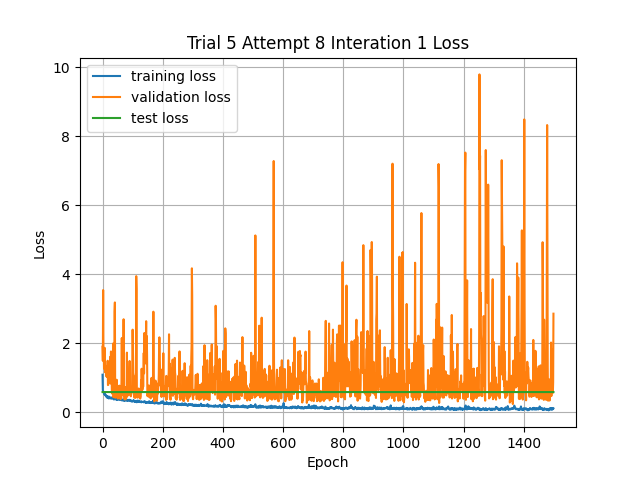 Trial 5 Attempt 8 Interation 1 Loss
training loss
validation loss
test loss
Loss
10
8
6
4
2
0
0 200 400 600 800 1000 1200 1400
Epoch